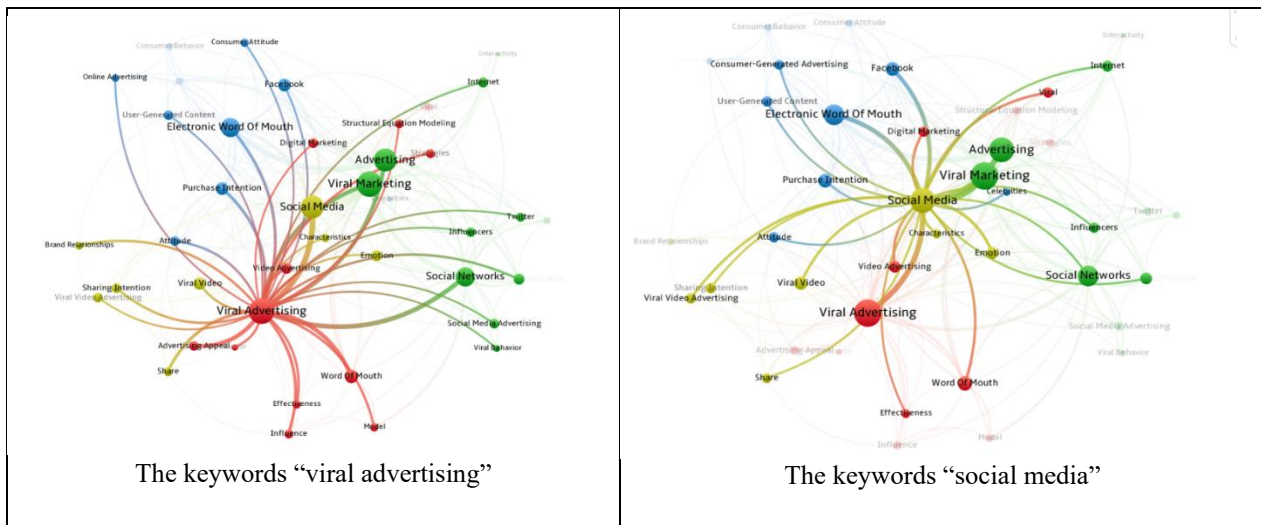 Consumer Behavior
Consumer Attitude
Interactivity
Online Advertising
Facebook
Internet
User-Generated Content
Viral
Electronic Word Of Mouth
Structural Equation Modeling
Digital Marketing
Strategies
Advertising
Purchase Intention
Viral Marketing
Celebrities
Social Media
Twitter
Characteristics
Influencers
Attitude
Brand Relationships
Emotion
Video Advertising
Social Networks
Sharing Intention
Viral Video
Viral Video Advertising
Viral Advertising
Social Media Advertising
Advertising Appeal
Viral Behavior
Share
Word Of Mouth
Effectiveness
Influence
Model
The keywords “viral advertising”
Consumer Behavior
Consumer Attitude
Interactivity
Consumer-Generated Advertising
Facebook
Internet
User-Generated Content
Viral
Electronic Word Of Mouth
Structural Equation Modeling
Digital Marketing
Strategies
Advertising
Viral Marketing
Purchase Intention
Celebrities
Social Media
Twitter
Influencers
Characteristics
Attitude
Brand Relationships
Emotion
Video Advertising
Social Networks
Sharing Intention
Viral Video
Viral Video Advertising
Viral Advertising
Social Media Advertising
Advertising Appeal
Viral Behavior
Share
Word Of Mouth
Effectiveness
Influence
Model
The keywords “social media”